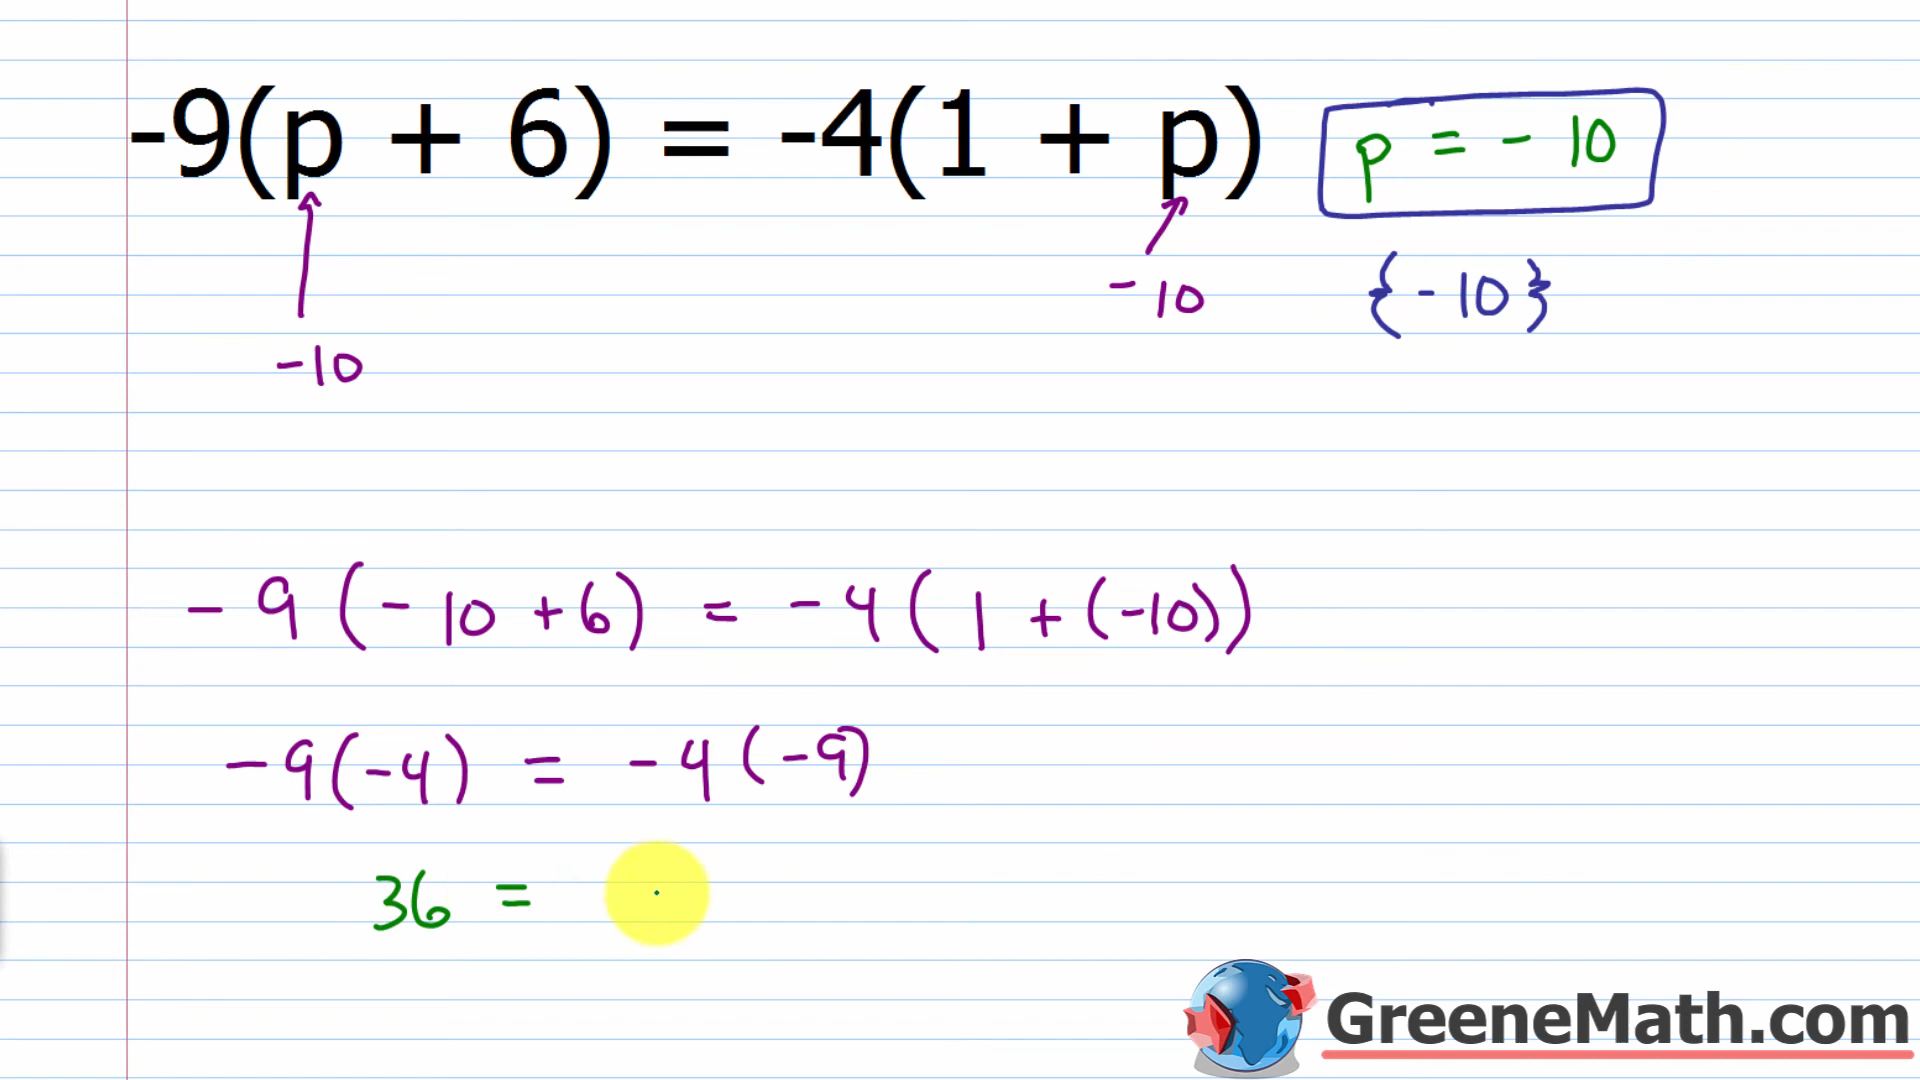 -9(p + 6) = -4(1 + p) p = - 10
-10 {-10}
-10
-9(-10+6) = -4(1+(-10))
-9(-4) = -4(-9)
36 =
GreeneMath.com